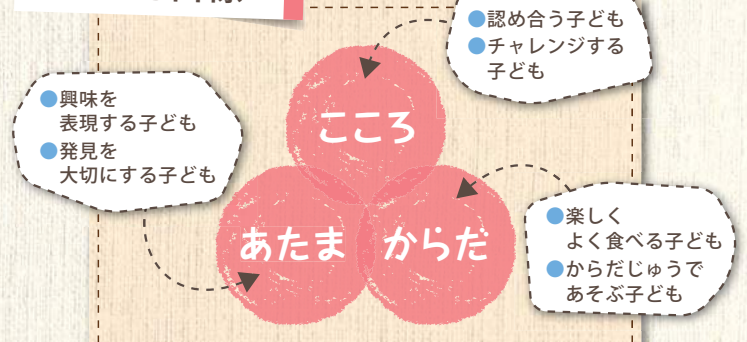 ●認め合う子ども
●チャレンジする
子ども
●興味を
表現する子ども
●発見を
大切にする子ども
こころ
あたま
からだ
●楽しく
よく食べる子ども
●からだじゅうで
あそぶ子ども